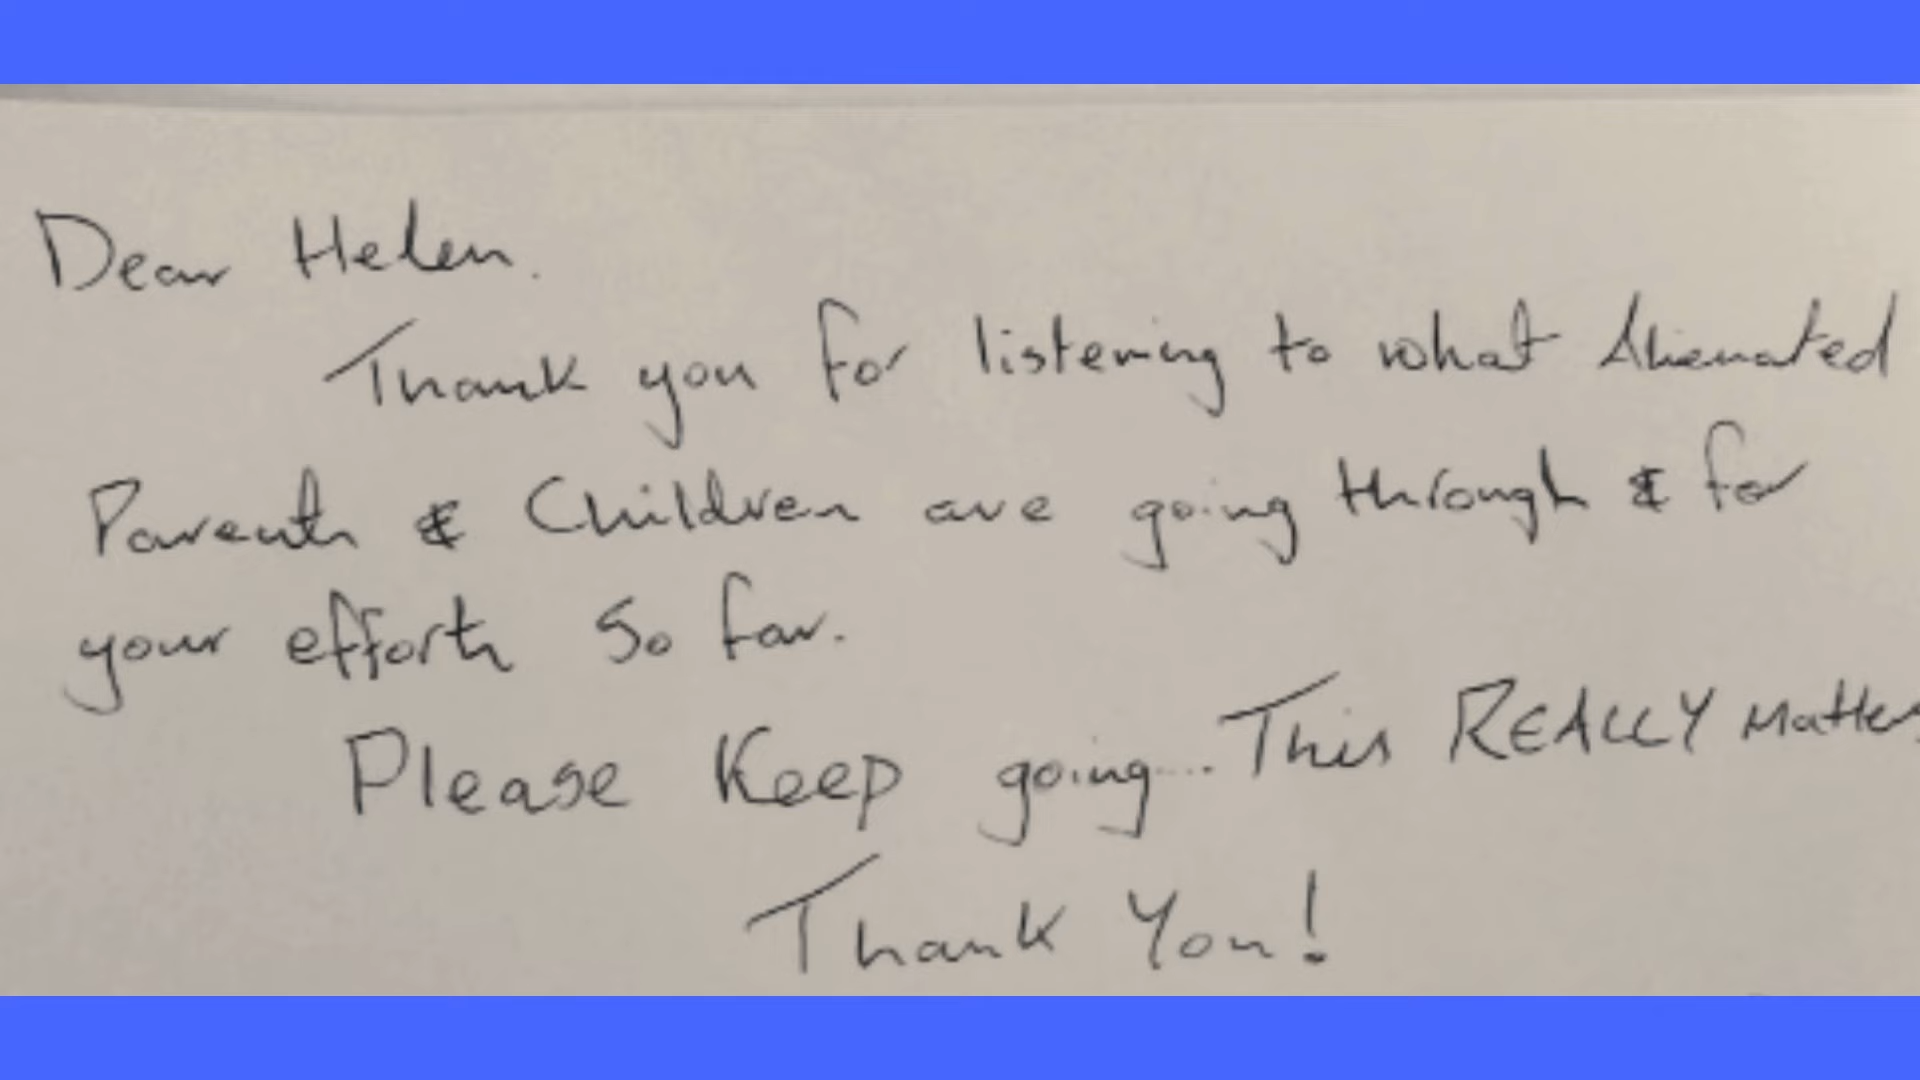 Dear Helen.
Thank you for listening to what Alienated
Parents & Children are going through & for
your efforts so far.
Please Keep going... This REALLY Matters
Thank You!